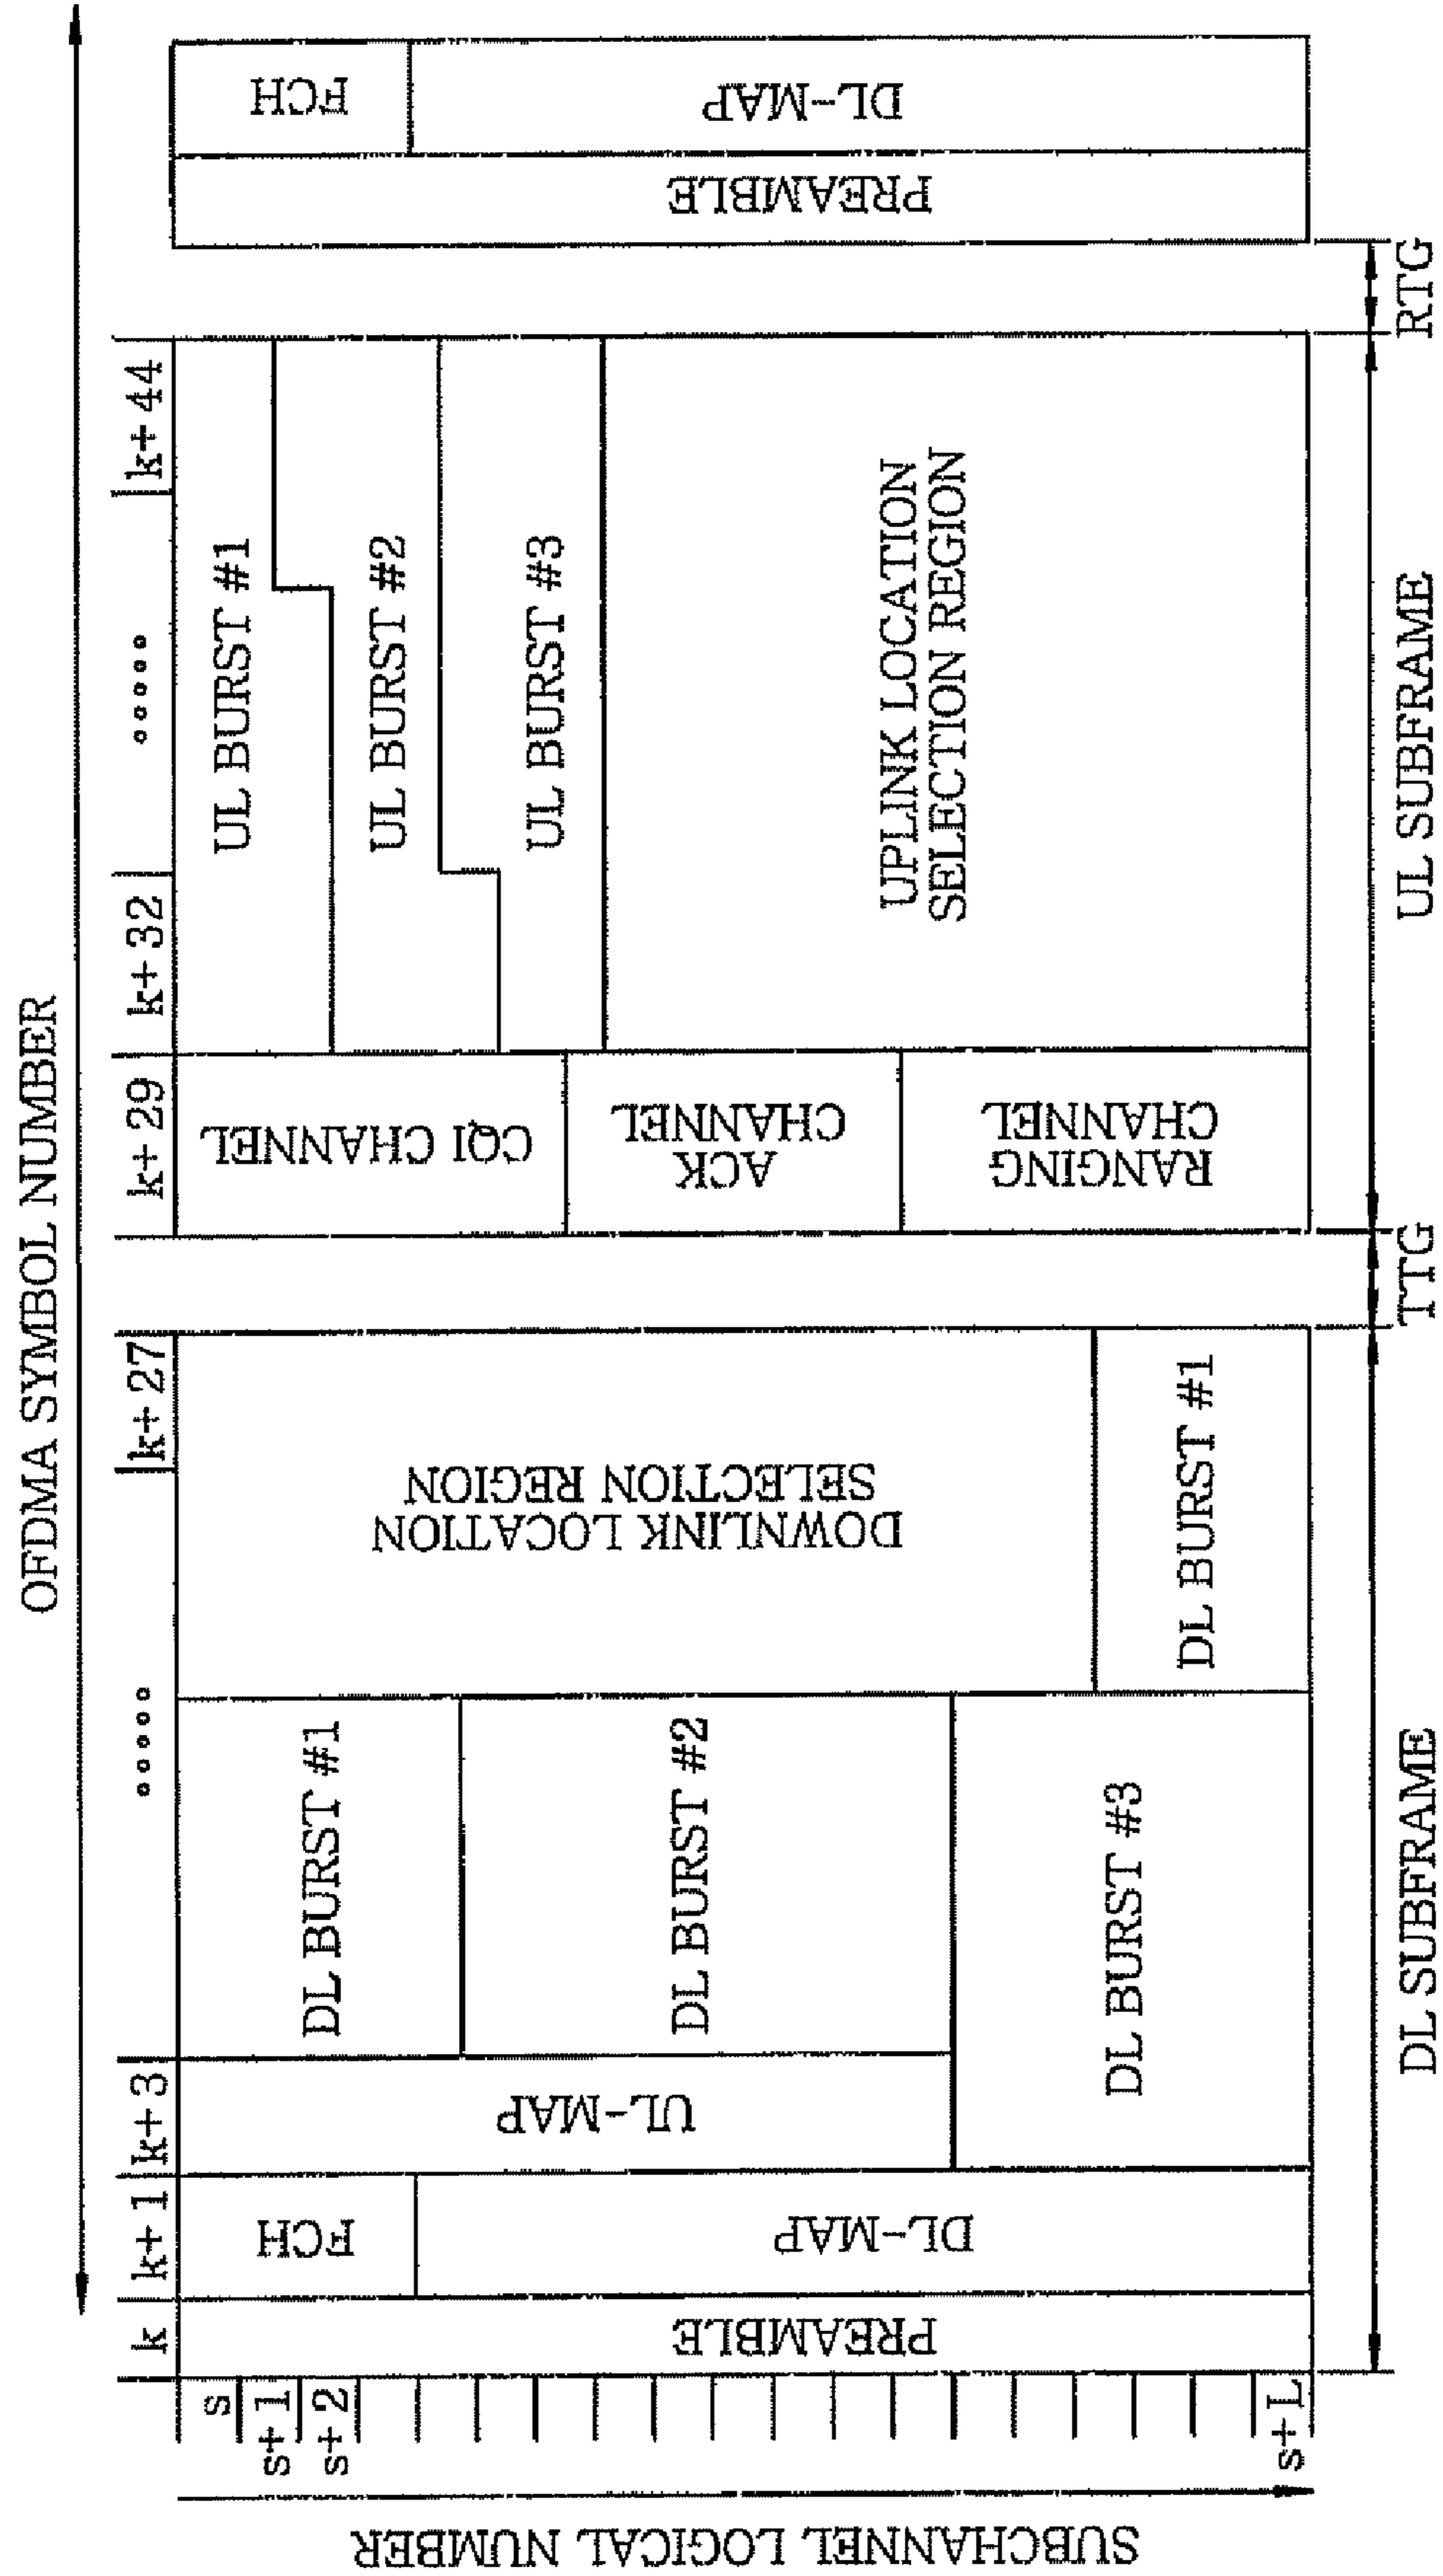 OFDMA SYMBOL NUMBER
k
k+1
k+3
k+27
k+29
k+32
k+44
SUBCHANNEL LOGICAL NUMBER
s
s+1
s+2
s+L
PREAMBLE
FCH
DL-MAP
UL-MAP
DL BURST #1
DL BURST #2
DL BURST #3
DOWNLINK LOCATION
SELECTION REGION
DL BURST #1
CQI CHANNEL
ACK
CHANNEL
RANGING
CHANNEL
UL BURST #1
UL BURST #2
UL BURST #3
UPLINK LOCATION
SELECTION REGION
PREAMBLE
FCH
DL-MAP
DL SUBFRAME
TTG
UL SUBFRAME
RTG